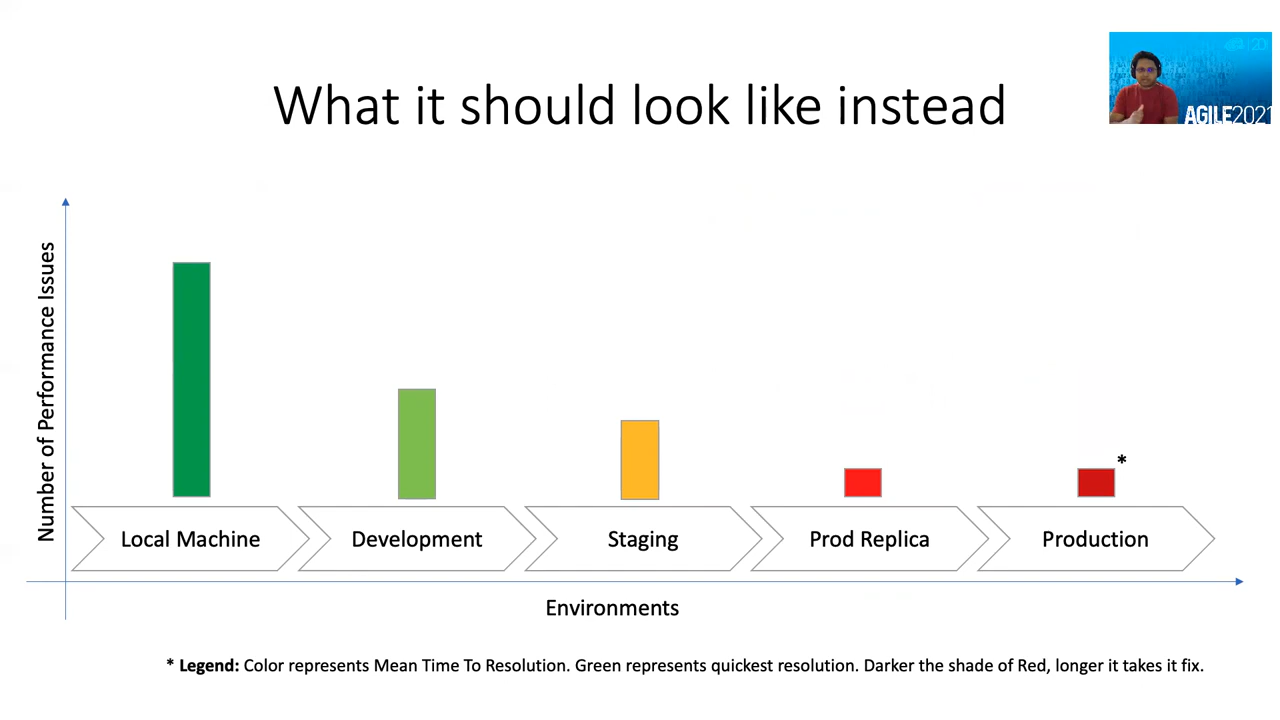 What it should look like instead
AGILE2021
Number of Performance Issues
*
Local Machine
Development
Staging
Prod Replica
Production
Environments
* Legend: Color represents Mean Time To Resolution. Green represents quickest resolution. Darker the shade of Red, longer it takes it fix.